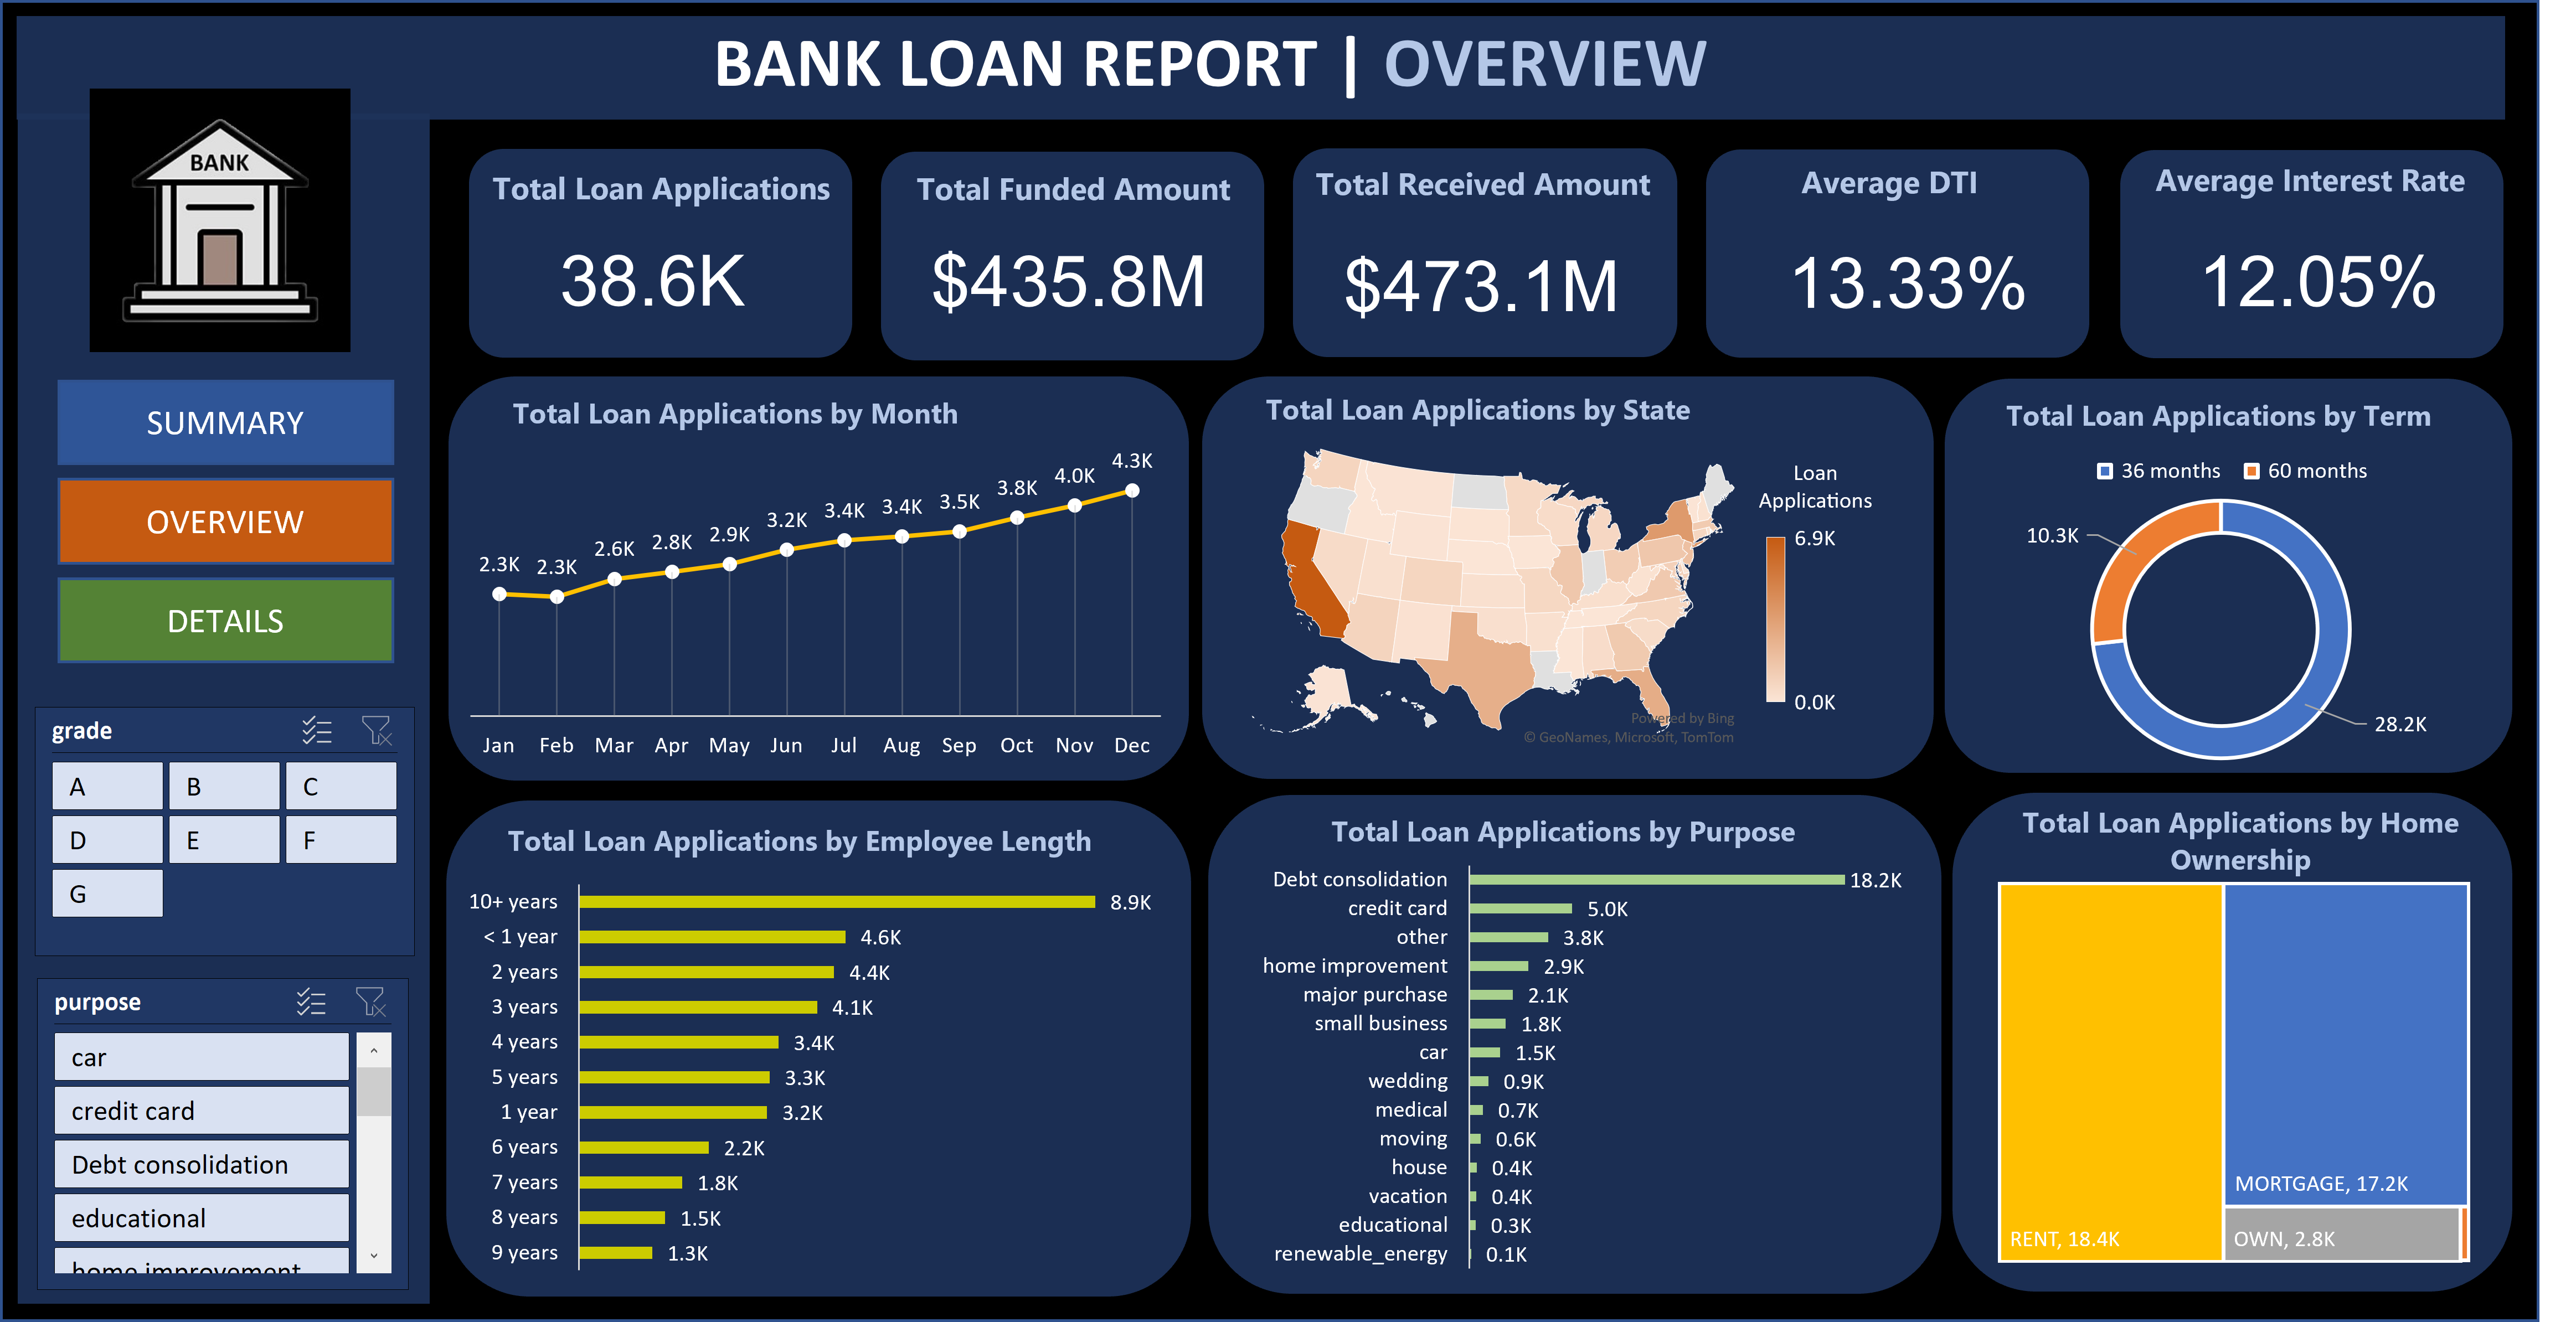 BANK LOAN REPORT | OVERVIEW
BANK
SUMMARY
OVERVIEW
DETAILS
grade
A
B
C
D
E
F
G
purpose
car
credit card
Debt consolidation
educational
home improvement
Total Loan Applications
38.6K
Total Funded Amount
$435.8M
Total Received Amount
$473.1M
Average DTI
13.33%
Average Interest Rate
12.05%
Total Loan Applications by Month
2.3K
2.3K
2.6K
2.8K
2.9K
3.2K
3.4K
3.4K
3.5K
3.8K
4.0K
4.3K
Jan
Feb
Mar
Apr
May
Jun
Jul
Aug
Sep
Oct
Nov
Dec
Total Loan Applications by State
Loan
Applications
6.9K
0.0K
Powered by Bing
© GeoNames, Microsoft, TomTom
Total Loan Applications by Term
36 months
60 months
10.3K
28.2K
Total Loan Applications by Employee Length
10+ years 8.9K
< 1 year 4.6K
2 years 4.4K
3 years 4.1K
4 years 3.4K
5 years 3.3K
1 year 3.2K
6 years 2.2K
7 years 1.8K
8 years 1.5K
9 years 1.3K
Total Loan Applications by Purpose
Debt consolidation 18.2K
credit card 5.0K
other 3.8K
home improvement 2.9K
major purchase 2.1K
small business 1.8K
car 1.5K
wedding 0.9K
medical 0.7K
moving 0.6K
house 0.4K
vacation 0.4K
educational 0.3K
renewable_energy 0.1K
Total Loan Applications by Home
Ownership
RENT, 18.4K
MORTGAGE, 17.2K
OWN, 2.8K